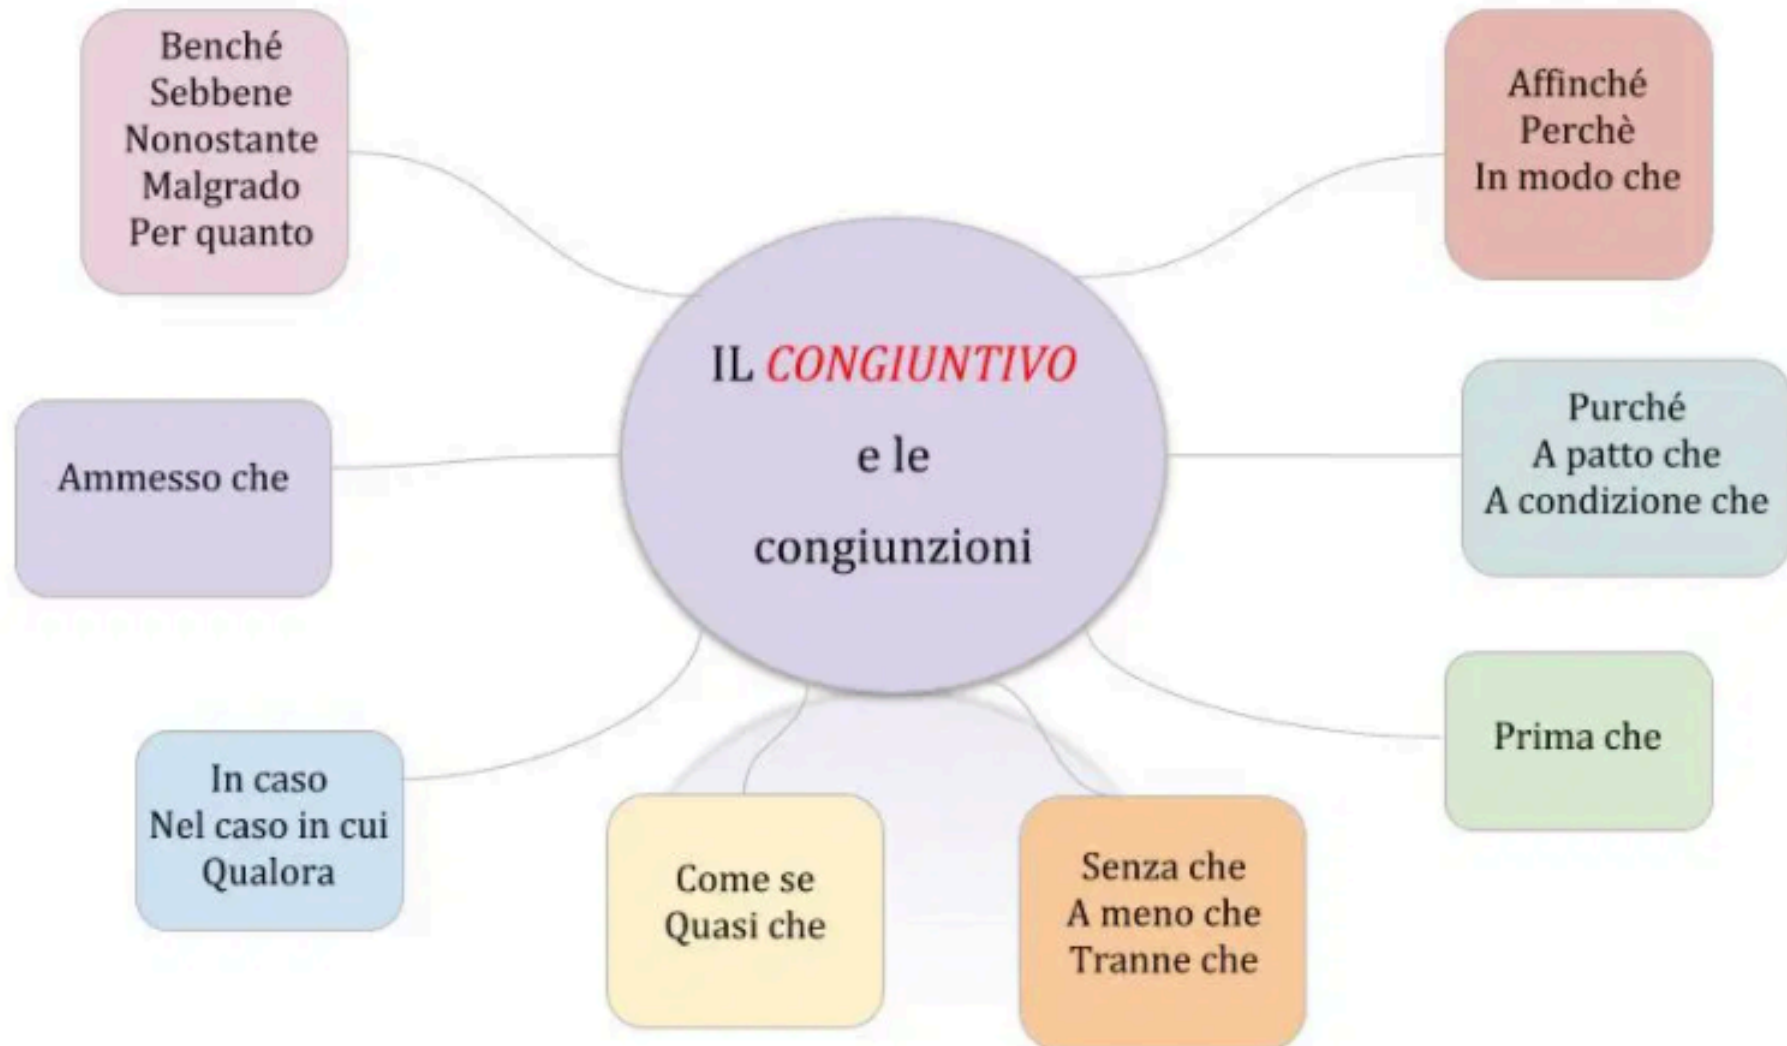 Benché
Sebbene
Nonostante
Malgrado
Per quanto
Affinché
Perchè
In modo che
IL CONGIUNTIVO
e le
congiunzioni
Ammesso che
Purché
A patto che
A condizione che
In caso
Nel caso in cui
Qualora
Come se
Quasi che
Senza che
A meno che
Tranne che
Prima che